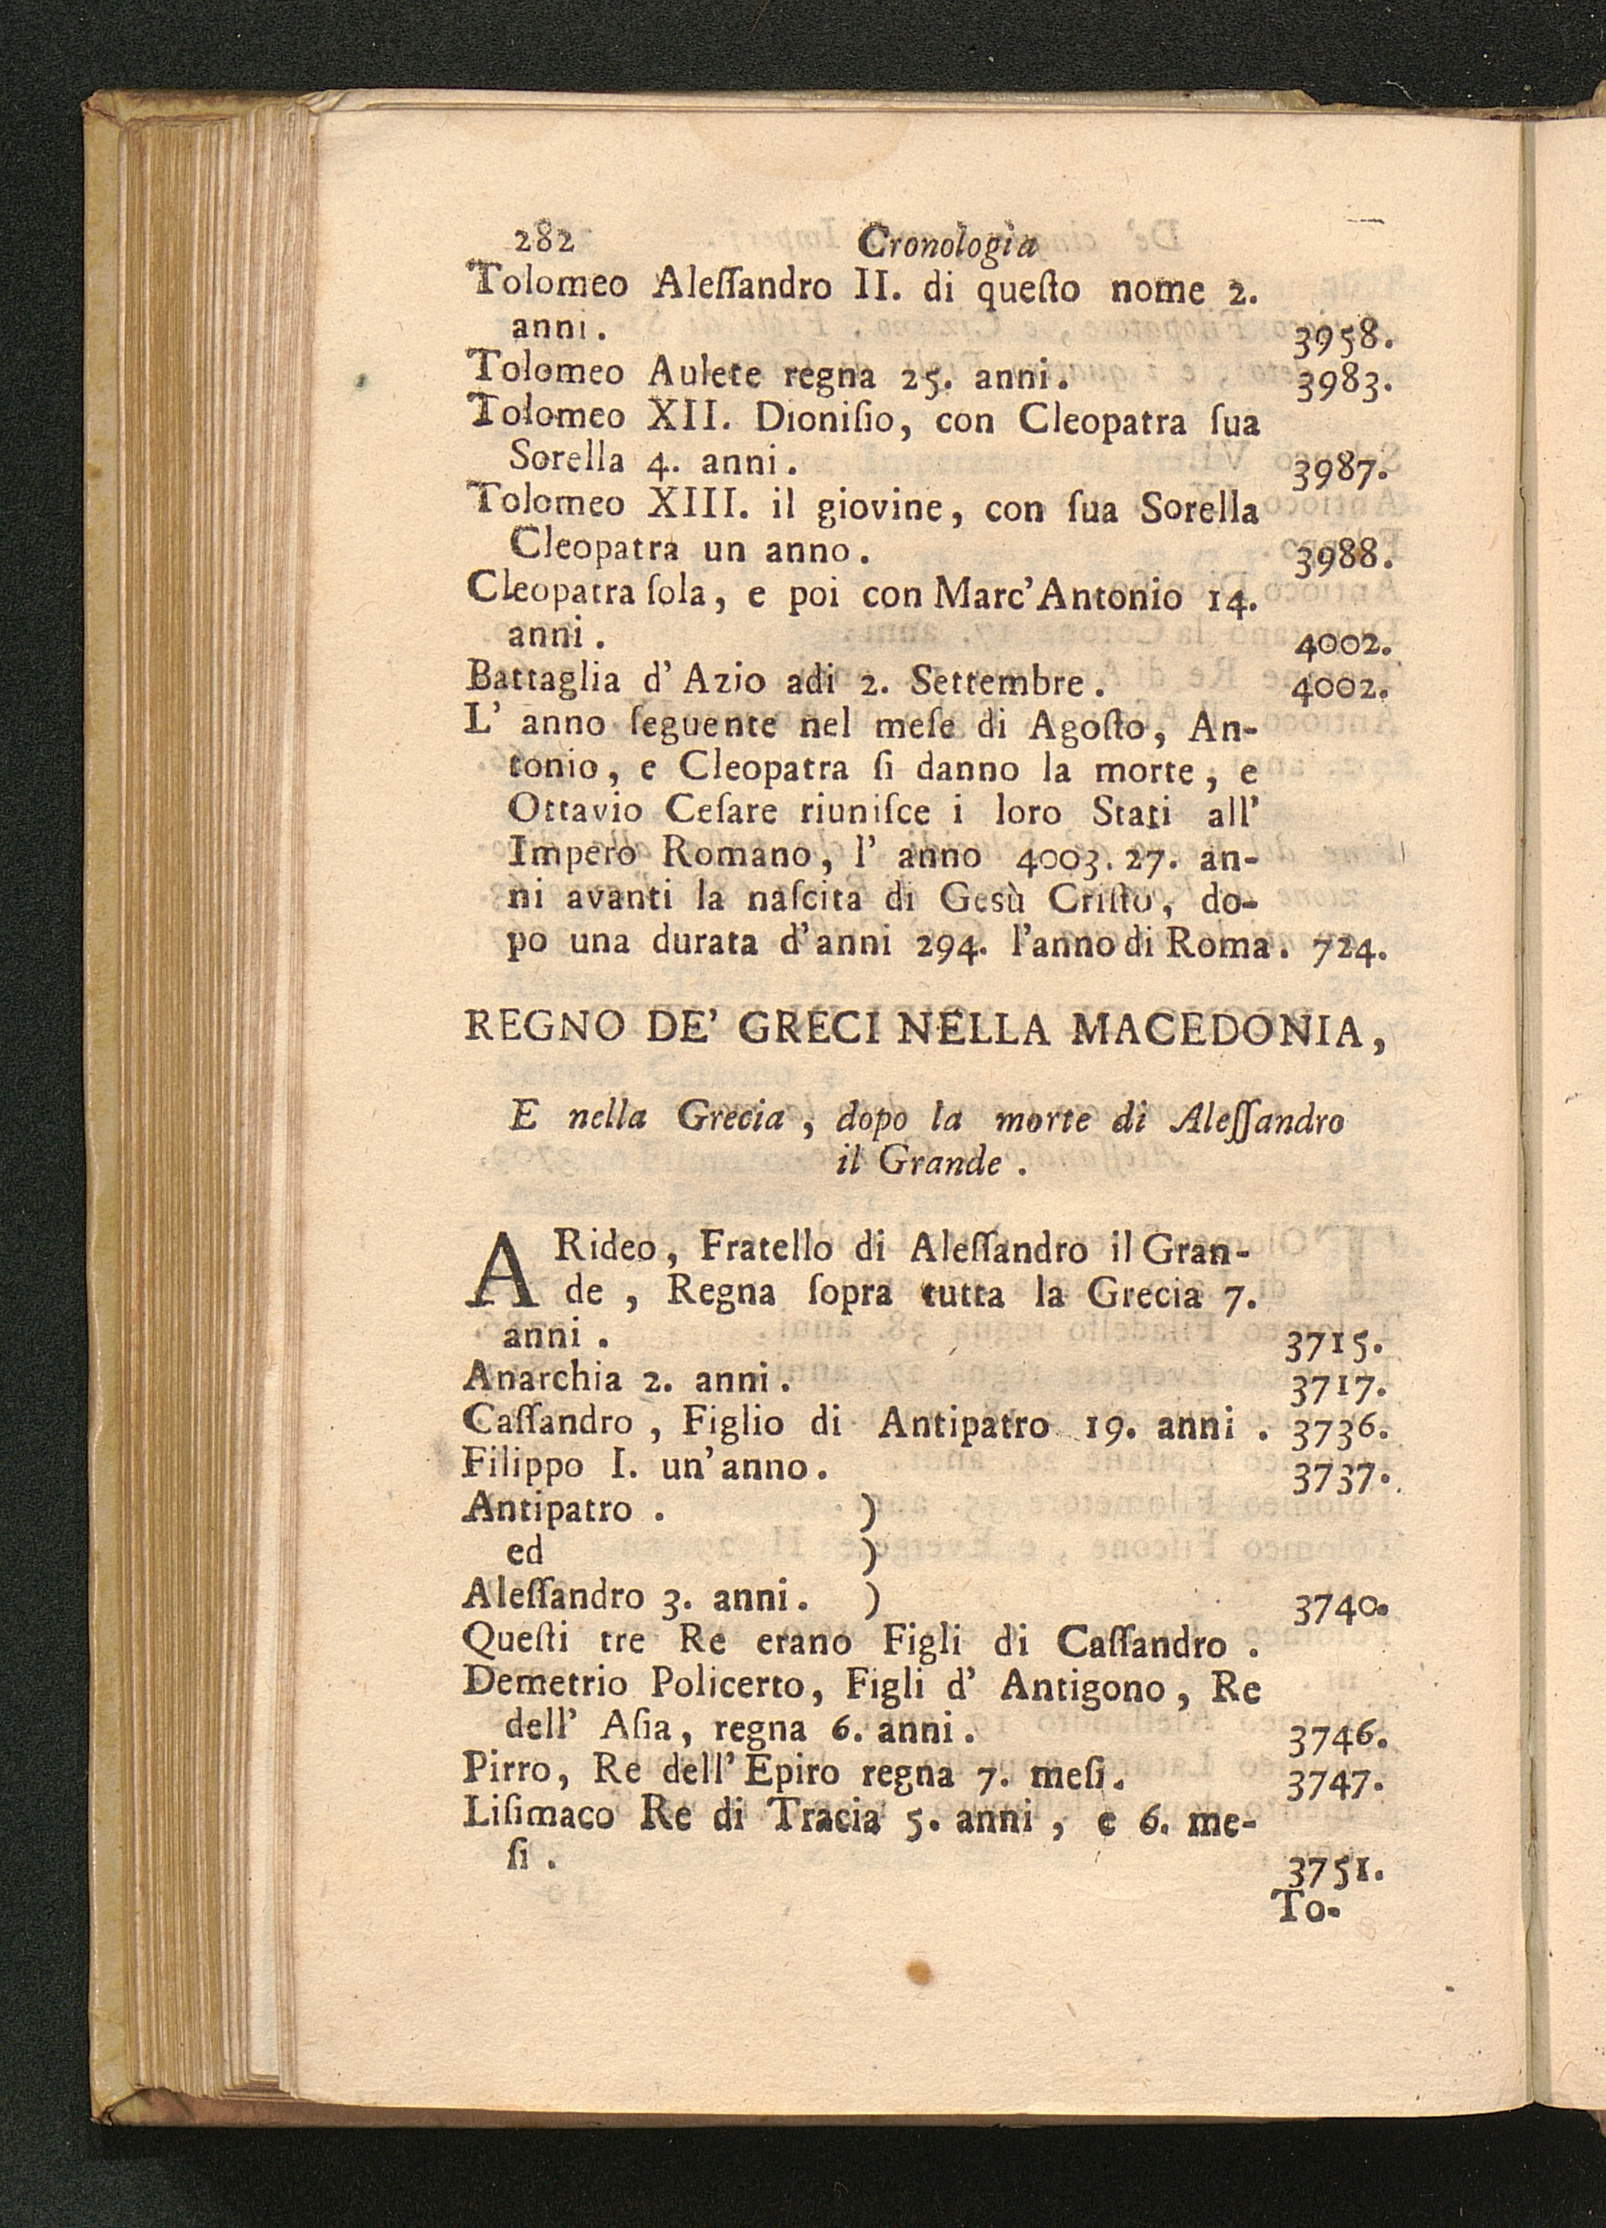 282 Cronologia
Tolomeo Aleſſandro II. di queſto nome 2.
anni. 3958.
Tolomeo Aulete regna 25. anni. 3983.
Tolomeo XII. Dioniſio, con Cleopatra ſua
Sorella 4. anni. 3987.
Tolomeo XIII. il giovine, con ſua Sorella
Cleopatra un anno. 3988.
Cleopatra ſola, e poi con Marc'Antonio 14.
anni. 4002.
Battaglia d'Azio adi 2. Settembre. 4002.
L' anno ſeguente nel meſe di Agoſto, An-
tonio, e Cleopatra ſi danno la morte, e
Ottavio Ceſare riuniſce i loro Stati all'
Impero Romano, l' anno 4003. 27. an-
ni avanti la naſcita di Gesù Criſto, do-
po una durata d'anni 294. l'anno di Roma. 724.
REGNO DE' GRECI NELLA MACEDONIA,
E nella Grecia, dopo la morte di Aleſſandro
il Grande.
ARideo, Fratello di Aleſſandro il Gran-
de, Regna ſopra tutta la Grecia 7.
anni. 3715.
Anarchia 2. anni. 3717.
Caſſandro, Figlio di Antipatro 19. anni. 3736.
Filippo I. un'anno. 3737.
Antipatro. )
ed )
Aleſſandro 3. anni. ) 3740.
Queſti tre Re erano Figli di Caſſandro.
Demetrio Policerto, Figli d' Antigono, Re
dell' Aſia, regna 6. anni. 3746.
Pirro, Re dell'Epiro regna 7. meſi. 3747.
Liſimaco Re di Tracia 5. anni, e 6. me-
ſi. 3751.
To-